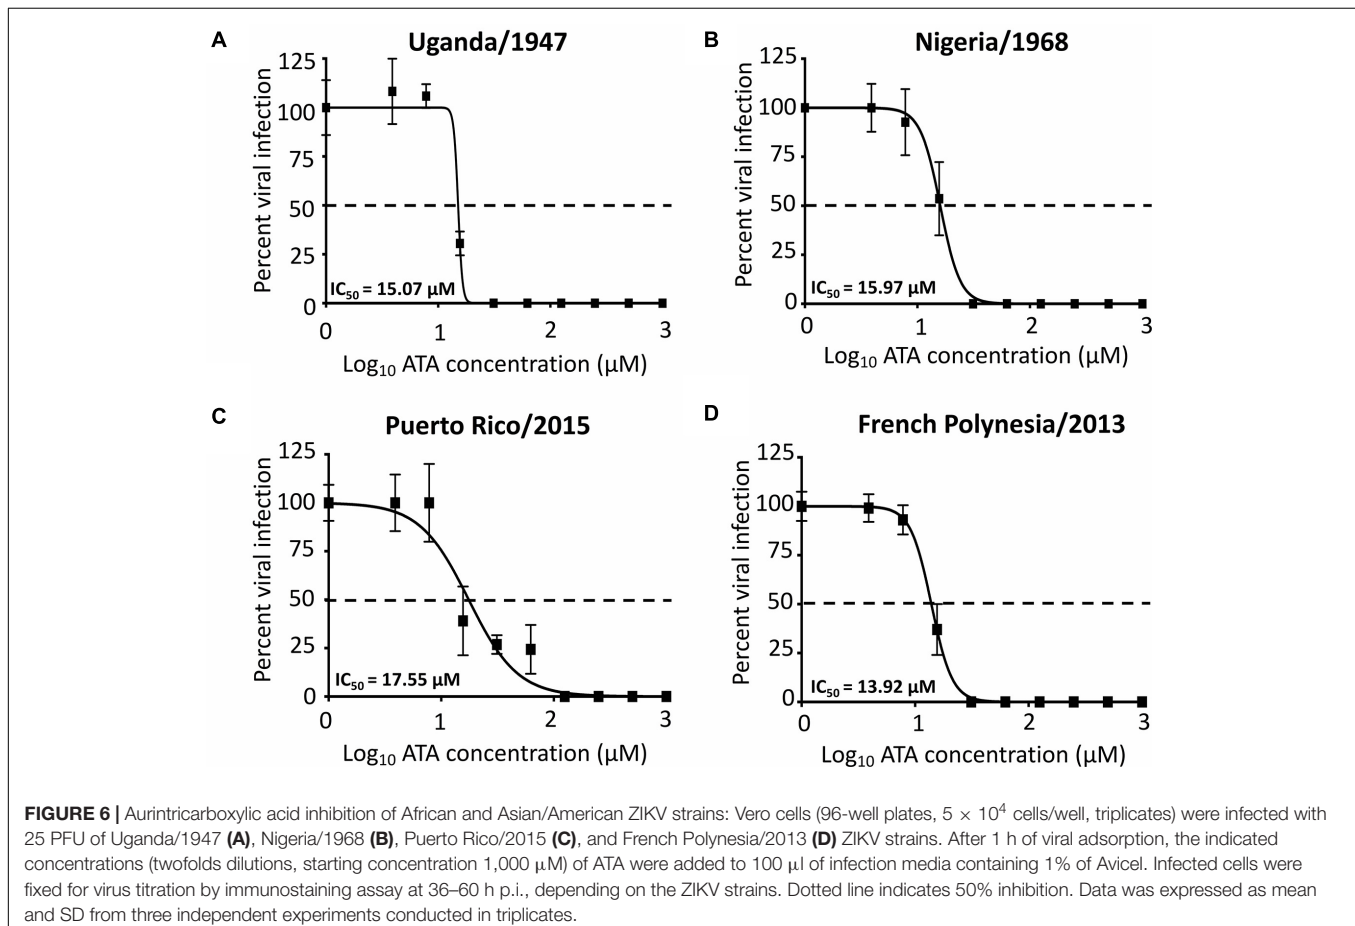 A
Uganda/1947
125
100
75
50
25
0
Percent viral infection
IC50 = 15.07 µM
0 1 2 3
Log10 ATA concentration (µM)
B
Nigeria/1968
125
100
75
50
25
0
Percent viral infection
IC50 = 15.97 µM
0 1 2 3
Log10 ATA concentration (µM)
C
Puerto Rico/2015
125
100
75
50
25
0
Percent viral infection
IC50 = 17.55 µM
0 1 2 3
Log10 ATA concentration (µM)
D
French Polynesia/2013
125
100
75
50
25
0
Percent viral infection
IC50 = 13.92 µM
0 1 2 3
Log10 ATA concentration (µM)
FIGURE 6 | Aurintricarboxylic acid inhibition of African and Asian/American ZIKV strains: Vero cells (96-well plates, 5 × 10⁴ cells/well, triplicates) were infected with
25 PFU of Uganda/1947 (A), Nigeria/1968 (B), Puerto Rico/2015 (C), and French Polynesia/2013 (D) ZIKV strains. After 1 h of viral adsorption, the indicated
concentrations (twofolds dilutions, starting concentration 1,000 µM) of ATA were added to 100 µl of infection media containing 1% of Avicel. Infected cells were
fixed for virus titration by immunostaining assay at 36–60 h p.i., depending on the ZIKV strains. Dotted line indicates 50% inhibition. Data was expressed as mean
and SD from three independent experiments conducted in triplicates.